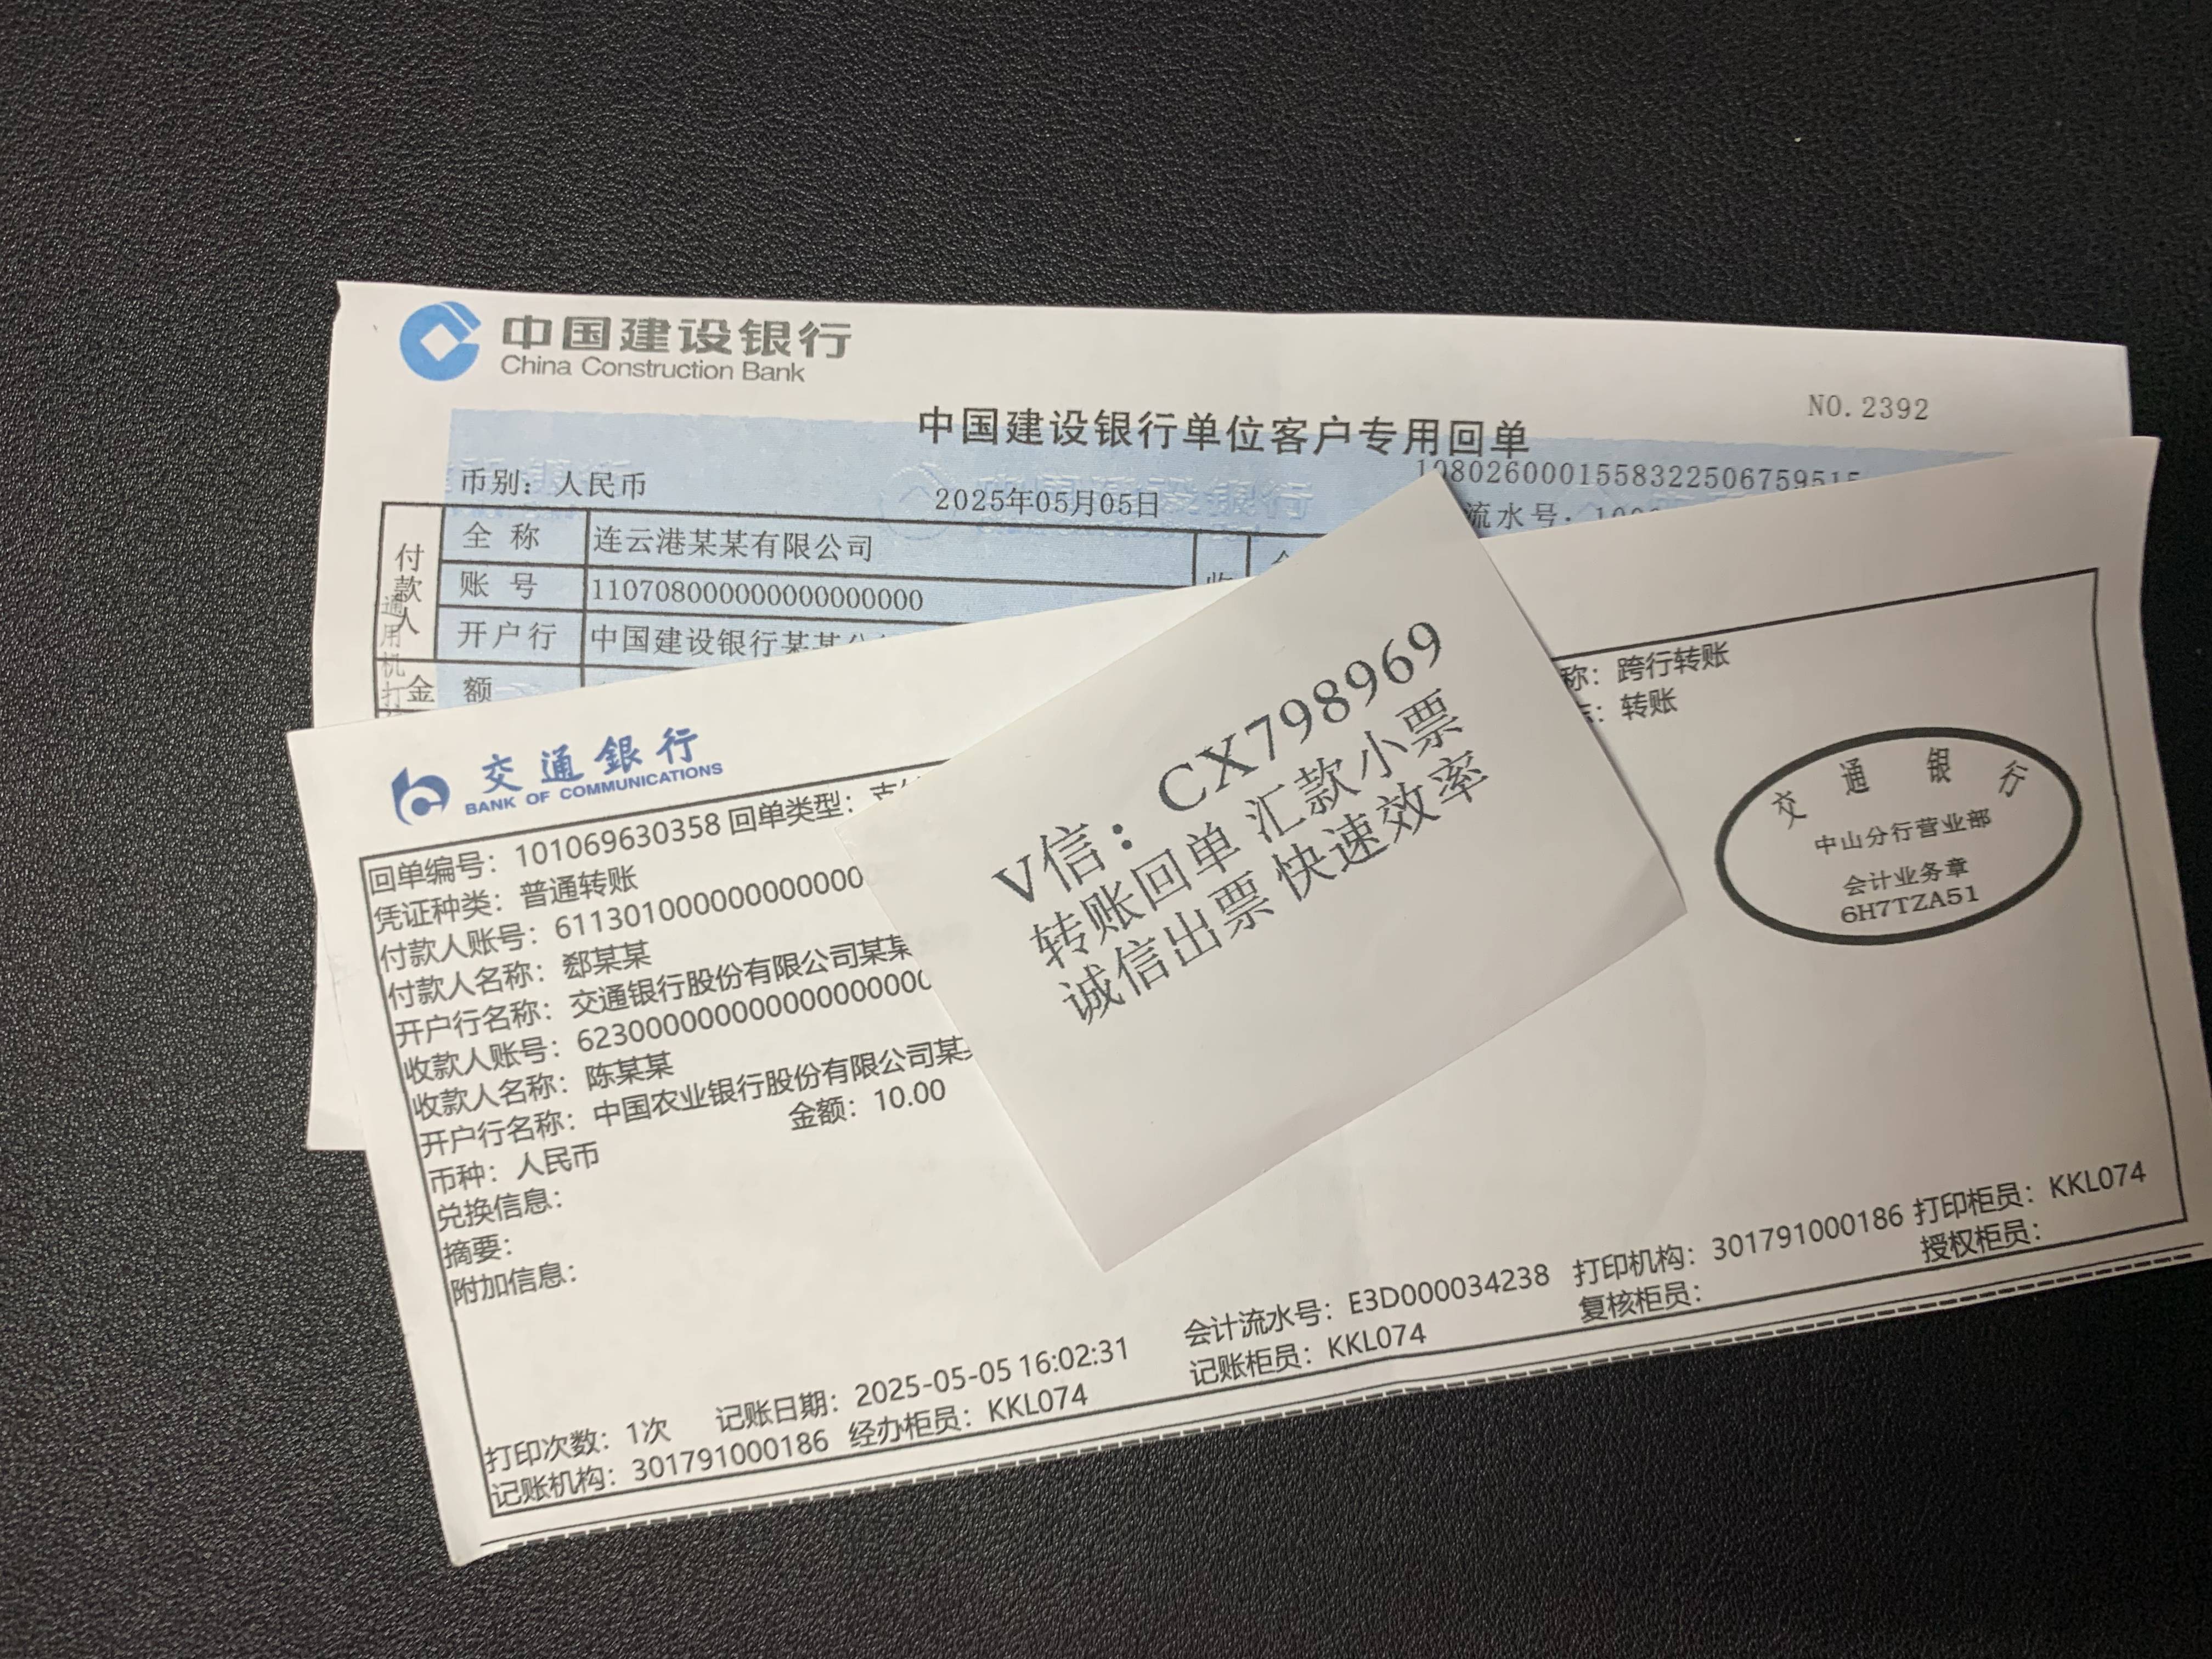 中国建设银行
China Construction Bank
NO.2392
中国建设银行单位客户专用回单
币别：人民币
2025年05月05日
1080260001558322506759515
流水号：
付款人
全 称
连云港某某有限公司
账 号
110708000000000000000
开户行
中国建设银行某某
金 额
通用机打
交通銀行
BANK OF COMMUNICATIONS
回单编号：101069630358 回单类型：
凭证种类：普通转账
付款人账号：
付款人名称：郄某某
开户行名称：交通银行股份有限公司某某
收款人账号：
收款人名称：陈某某
开户行名称：中国农业银行股份有限公司某
币种：人民币
金额：10.00
兑换信息：
摘要：
附加信息：
称：跨行转账
：转账
交通银行
中山分行营业部
会计业务章
6H7TZA51
打印次数：1次 记账日期：2025-05-05 16:02:31 会计流水号：E3D000034238 打印机构：301791000186 打印柜员：KKL074
记账机构：301791000186 经办柜员：KKL074 记账柜员：KKL074 复核柜员： 授权柜员：
V信：CX798969
转账回单 汇款小票
诚信出票 快速效率